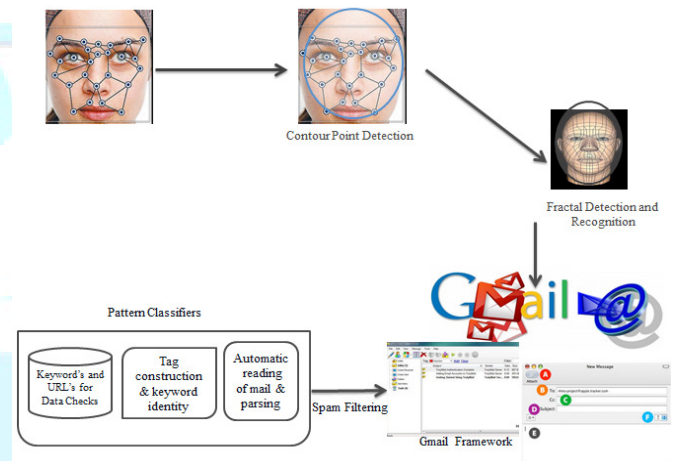 Contour Point Detection
Fractal Detection and
Recognition
Gmail
@
Pattern Classifiers
Keyword's and
URL's for
Data Checks
Tag
construction
& keyword
identity
Automatic
reading
of mail &
parsing
Spam Filtering
Gmail Framework
New Message
Attach
A
B To:
Cc: C
D Subject:
F
E